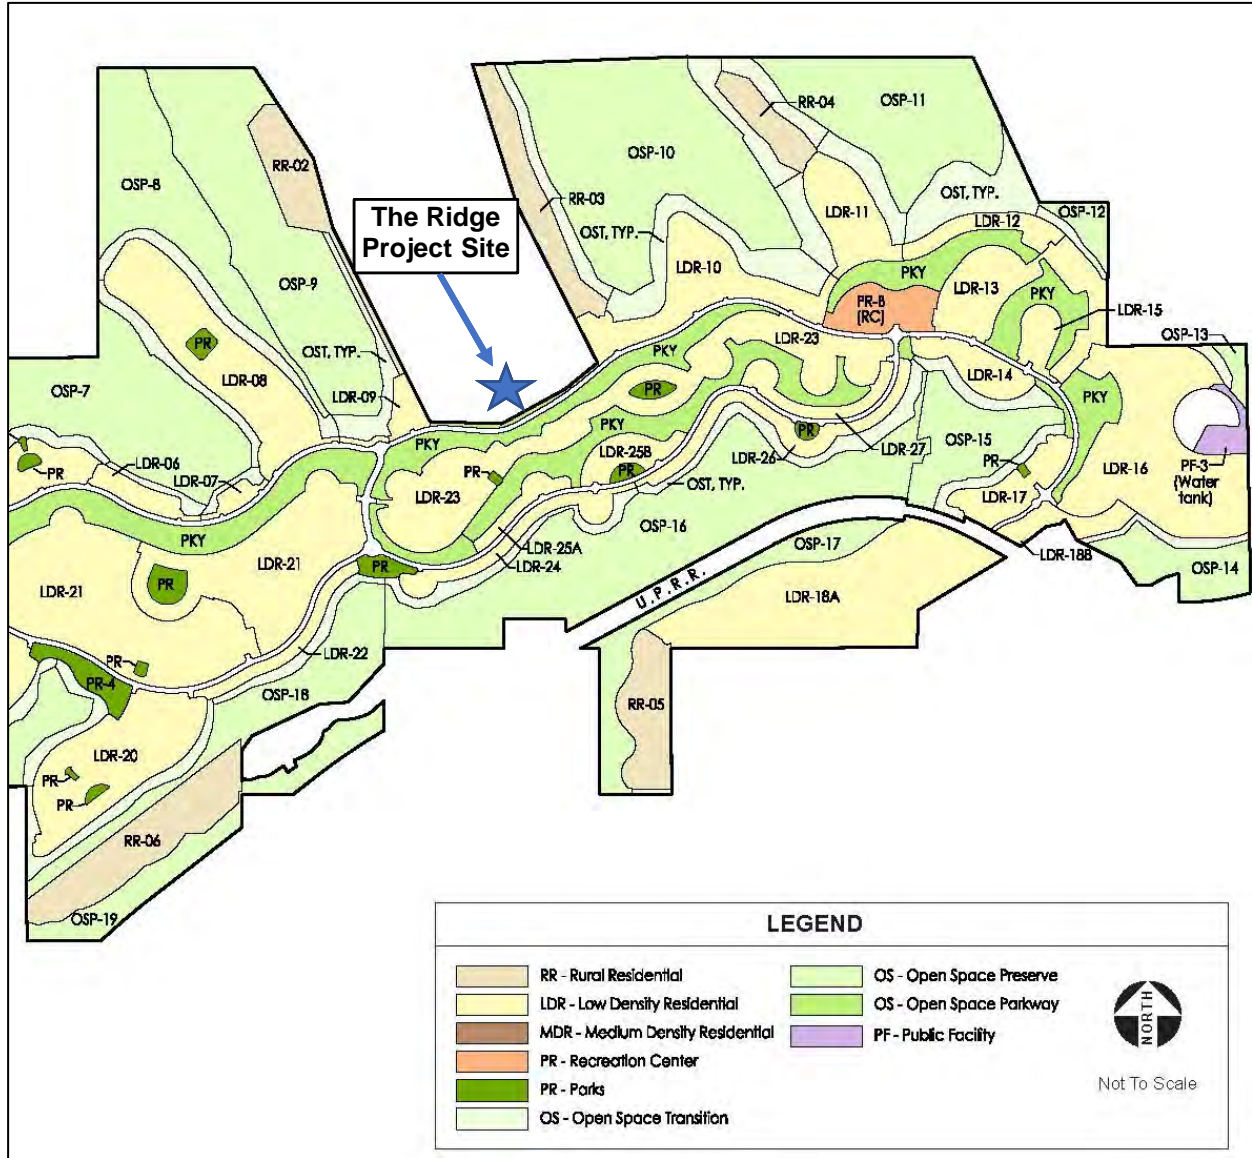 OSP-8
RR-02
The Ridge
Project Site
RR-03
OST, TYP.
OSP-10
RR-04
OSP-11
LDR-11
OST, TYP.
LDR-12
OSP-12
LDR-10
PKY
PR-B
(RC)
LDR-13
PKY
LDR-15
OSP-13
OSP-9
OST, TYP.
LDR-09
PR
LDR-08
OSP-7
PKY
LDR-23
PR
LDR-14
PKY
LDR-06
PR
LDR-07
PKY
PKY
LDR-25B
PR
LDR-26
PR
LDR-27
OSP-15
PR
LDR-16
PF-3
(Water
tank)
PR
LDR-23
OST, TYP.
LDR-17
PKY
LDR-21
PR
LDR-25A
LDR-24
OSP-16
OSP-17
LDR-18B
OSP-14
LDR-21
PR
U.P.R.R.
LDR-18A
PR
LDR-22
PR-4
OSP-18
RR-05
LDR-20
PR
PR
RR-06
OSP-19
LEGEND
RR - Rural Residential
LDR - Low Density Residential
MDR - Medium Density Residential
PR - Recreation Center
PR - Parks
OS - Open Space Transition
OS - Open Space Preserve
OS - Open Space Parkway
PF - Public Facility
NORTH
Not To Scale